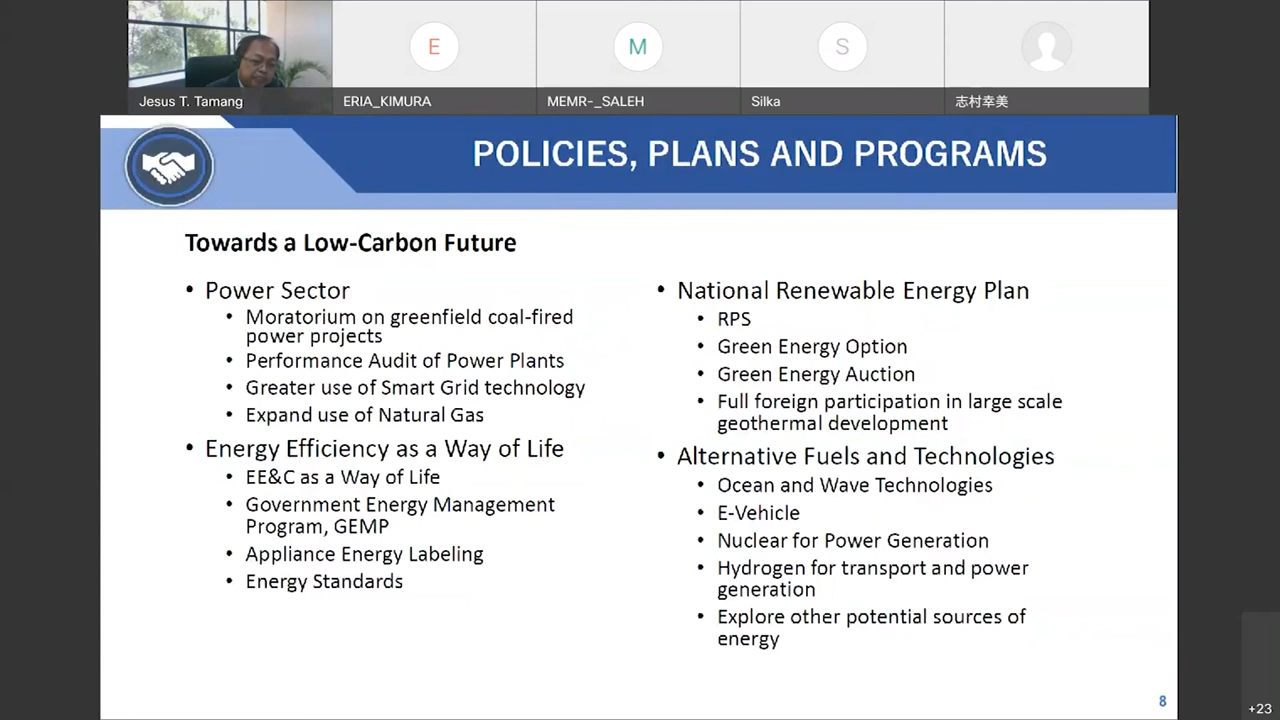 E
M
S
Jesus T. Tamang
ERIA_KIMURA
MEMR-_SALEH
Silka
志村幸美
POLICIES, PLANS AND PROGRAMS
Towards a Low-Carbon Future
• Power Sector
• Moratorium on greenfield coal-fired
power projects
• Performance Audit of Power Plants
• Greater use of Smart Grid technology
• Expand use of Natural Gas
• Energy Efficiency as a Way of Life
• EE&C as a Way of Life
• Government Energy Management
Program, GEMP
• Appliance Energy Labeling
• Energy Standards
• National Renewable Energy Plan
• RPS
• Green Energy Option
• Green Energy Auction
• Full foreign participation in large scale
geothermal development
• Alternative Fuels and Technologies
• Ocean and Wave Technologies
• E-Vehicle
• Nuclear for Power Generation
• Hydrogen for transport and power
generation
• Explore other potential sources of
energy
8
+23